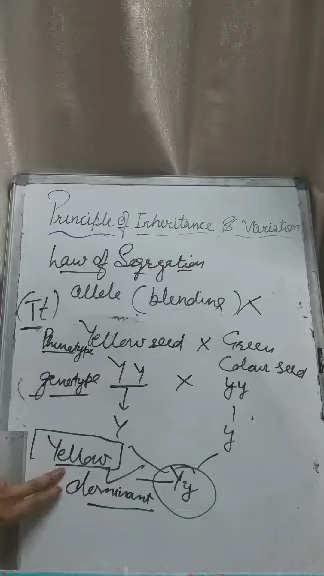 Principle of Inheritance & Variation
Law of Segregation
allele (blending) X
(Tt)
Phenotype Yellow seed X Green
Colour seed
genotype YY X yy
Y y
Yellow
Yy
dominant